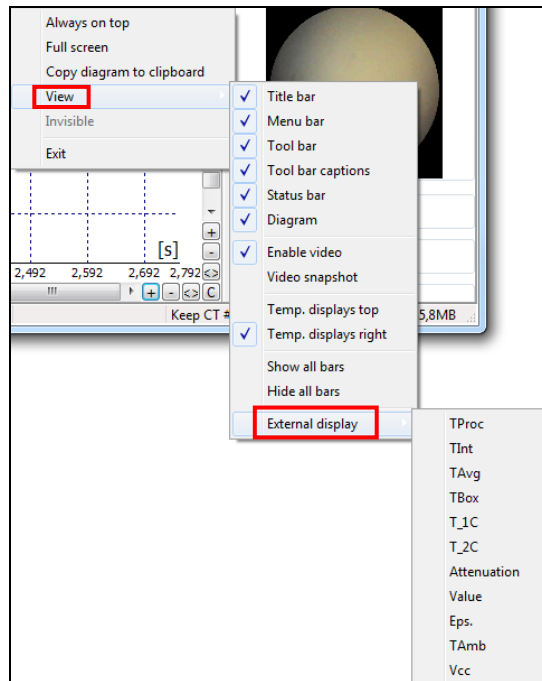 Always on top
Full screen
Copy diagram to clipboard
View
Invisible
Exit
Title bar
Menu bar
Tool bar
Tool bar captions
Status bar
Diagram
Enable video
Video snapshot
Temp. displays top
Temp. displays right
Show all bars
Hide all bars
External display
[s]
+
-
2,492 2,592 2,692 2,792 <>
+ - <> C
Keep CT #
5,8MB
TProc
TInt
TAvg
TBox
T_1C
T_2C
Attenuation
Value
Eps.
TAmb
Vcc